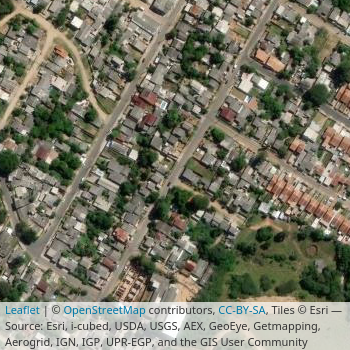 Leaflet | © OpenStreetMap contributors, CC-BY-SA, Tiles © Esri —
Source: Esri, i-cubed, USDA, USGS, AEX, GeoEye, Getmapping,
Aerogrid, IGN, IGP, UPR-EGP, and the GIS User Community